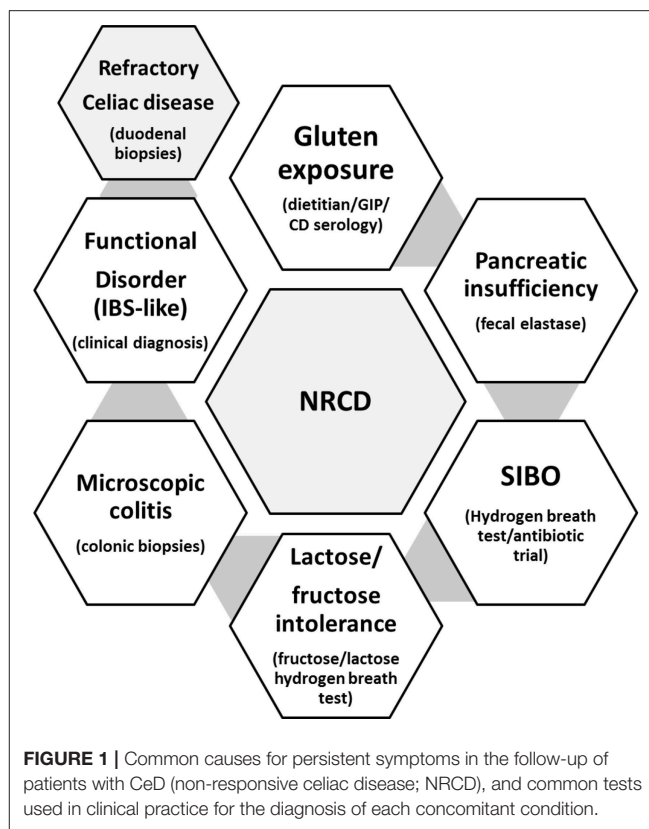 Refractory
Celiac disease
(duodenal
biopsies)
Gluten
exposure
(dietitian/GIP/
CD serology)
Functional
Disorder
(IBS-like)
(clinical diagnosis)
Pancreatic
insufficiency
(fecal elastase)
NRCD
Microscopic
colitis
(colonic biopsies)
SIBO
(Hydrogen breath
test/antibiotic
trial)
Lactose/
fructose
intolerance
(fructose/lactose
hydrogen breath
test)
FIGURE 1 | Common causes for persistent symptoms in the follow-up of
patients with CeD (non-responsive celiac disease; NRCD), and common tests
used in clinical practice for the diagnosis of each concomitant condition.